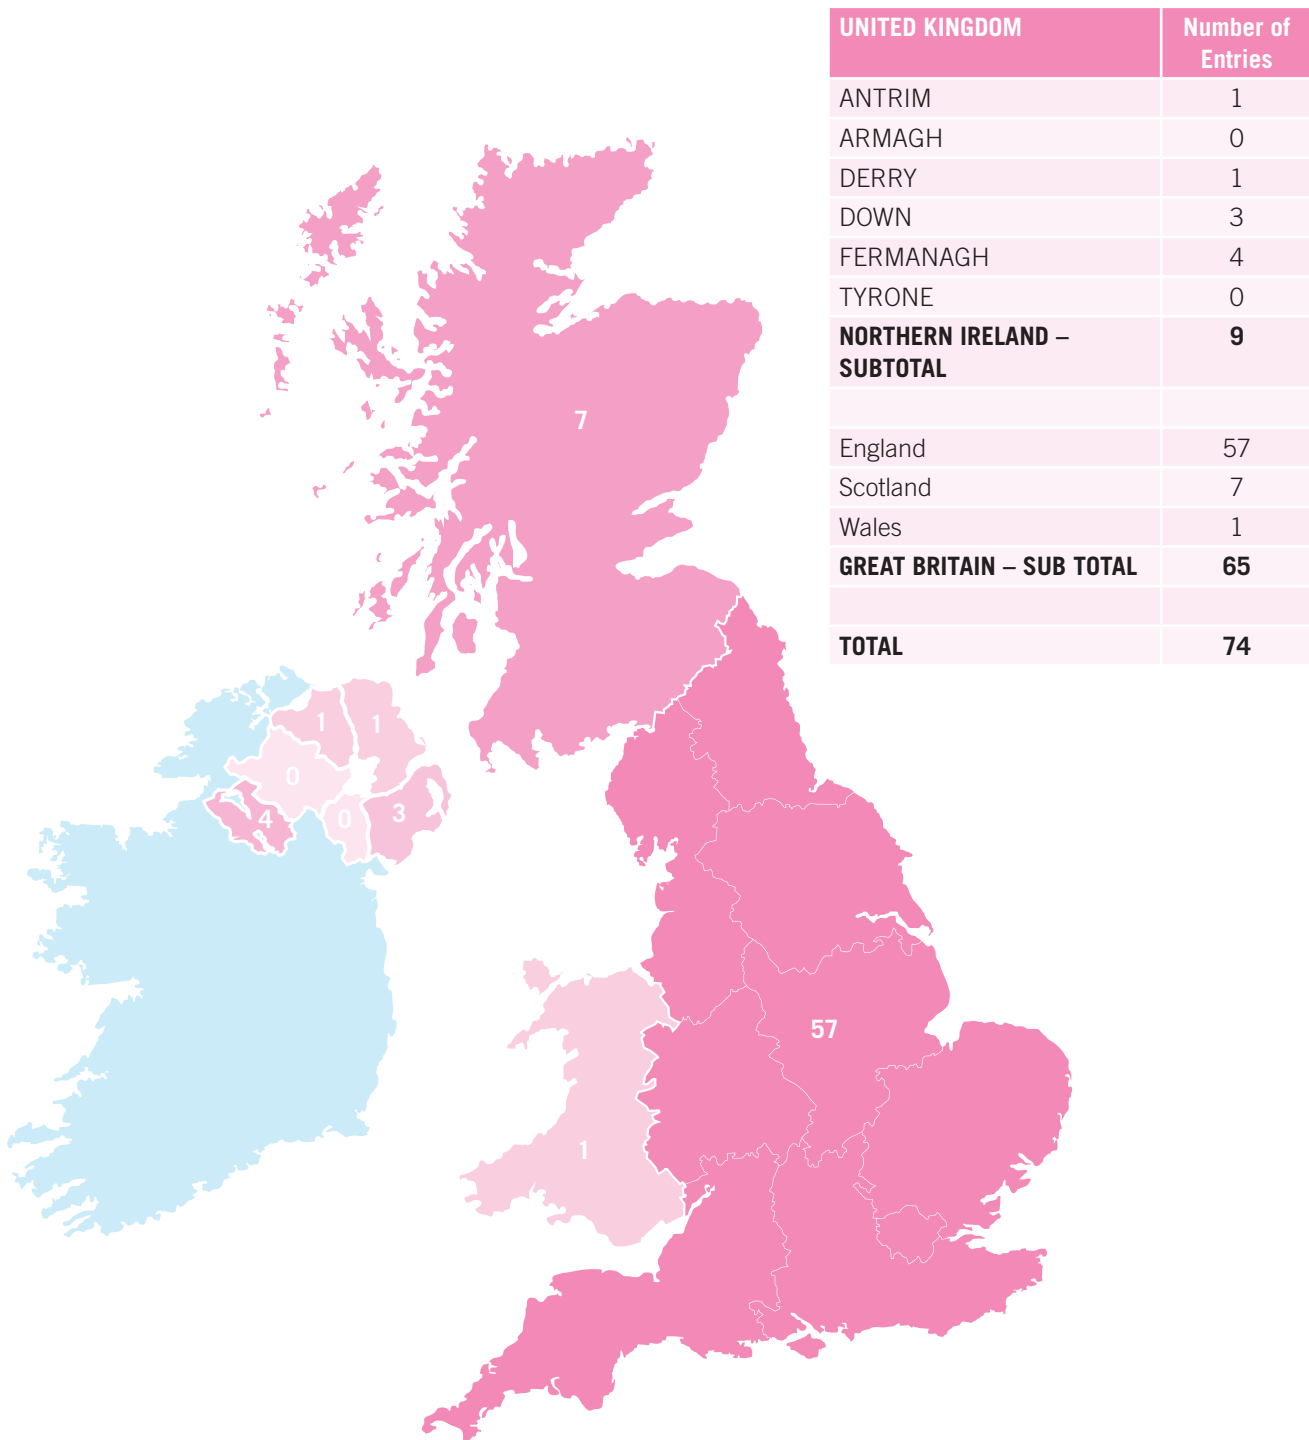 UNITED KINGDOM Number of
Entries
ANTRIM 1
ARMAGH 0
DERRY 1
DOWN 3
FERMANAGH 4
TYRONE 0
NORTHERN IRELAND – 9
SUBTOTAL
England 57
Scotland 7
Wales 1
GREAT BRITAIN – SUB TOTAL 65
TOTAL 74
7
1 1
0
4 0 3
57
1